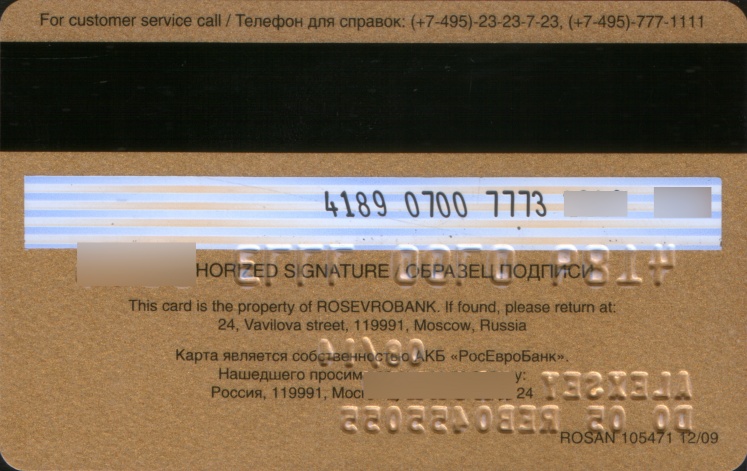 For customer service call / Телефон для справок: (+7-495)-23-23-7-23, (+7-495)-777-1111
4189 0700 7773
HORIZED SIGNATURE / ОБРАЗЕЦ ПОДПИСИ
This card is the property of ROSEVROBANK. If found, please return at:
24, Vavilova street, 119991, Moscow, Russia
Карта является собственностью АКБ «РосЕвроБанк».
Нашедшего просим у:
ALEXSEY
Россия, 119991, 24
ROSAN 105471 12/09